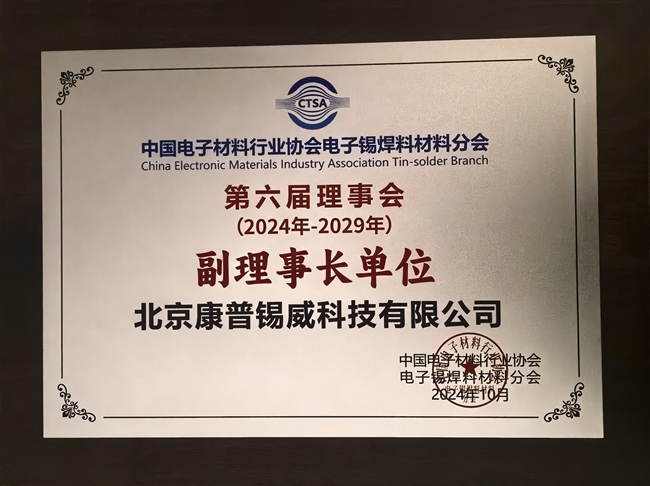 CTSA
中国电子材料行业协会电子锡焊料材料分会
China Electronic Materials Industry Association Tin-solder Branch
第六届理事会
(2024年-2029年)
副理事长单位
北京康普锡威科技有限公司
中国电子材料行业协会
电子锡焊料材料分会
2024年10月